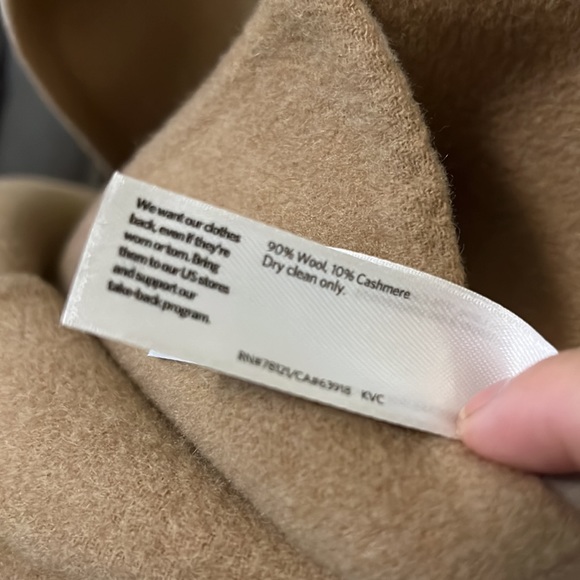 We want our clothes
back, even if they're
worn or torn. Bring
them to our US stores
and support our
take-back program.
90% Wool, 10% Cashmere
Dry clean only.
RN#78121/CA#63918 KVC